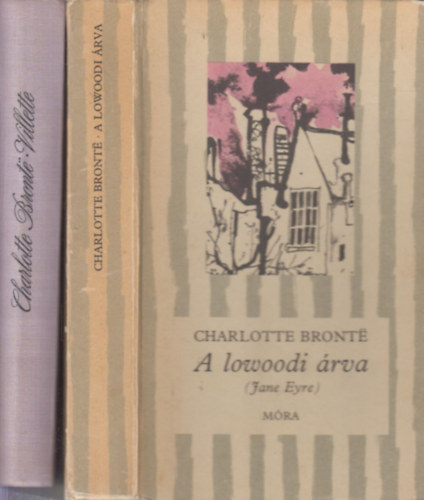 Charlotte Brontë · Villette
CHARLOTTE BRONTË · A LOWOODI ÁRVA
CHARLOTTE BRONTË
A lowoodi árva
(Jane Eyre)
MÓRA